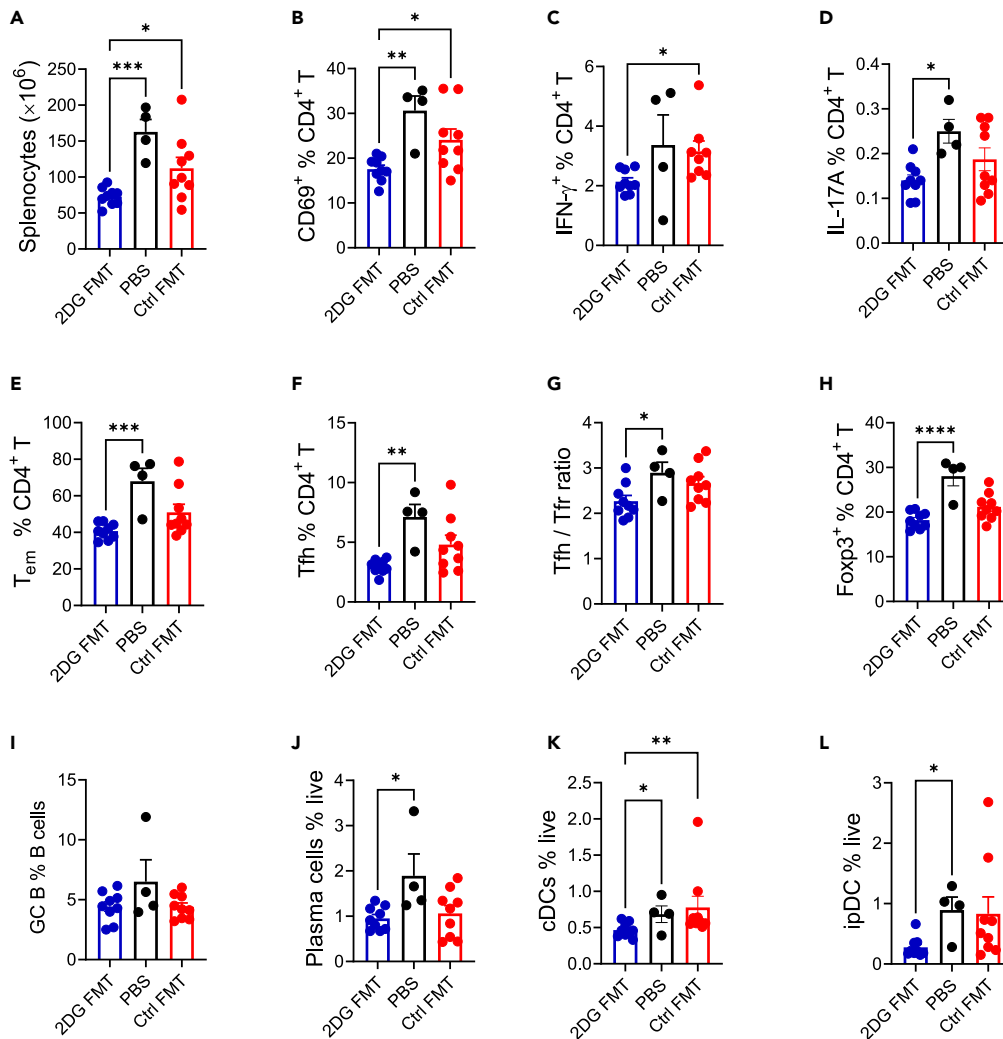 A
Splenocytes (×10⁶)
250
200
150
100
50
0
***
*
2DG FMT
PBS
Ctrl FMT
B
CD69⁺ % CD4⁺ T
40
30
20
10
0
**
*
2DG FMT
PBS
Ctrl FMT
C
IFN-γ⁺ % CD4⁺ T
6
4
2
0
*
2DG FMT
PBS
Ctrl FMT
D
IL-17A % CD4⁺ T
0.4
0.3
0.2
0.1
0.0
*
2DG FMT
PBS
Ctrl FMT
E
Tem % CD4⁺ T
100
80
60
40
20
0
***
2DG FMT
PBS
Ctrl FMT
F
Tfh % CD4⁺ T
15
10
5
0
**
2DG FMT
PBS
Ctrl FMT
G
Tfh / Tfr ratio
4
3
2
1
0
*
2DG FMT
PBS
Ctrl FMT
H
Foxp3⁺ % CD4⁺ T
40
30
20
10
0
****
2DG FMT
PBS
Ctrl FMT
I
GC B % B cells
15
10
5
0
2DG FMT
PBS
Ctrl FMT
J
Plasma cells % live
4
3
2
1
0
*
2DG FMT
PBS
Ctrl FMT
K
cDCs % live
2.5
2.0
1.5
1.0
0.5
0.0
*
**
2DG FMT
PBS
Ctrl FMT
L
ipDC % live
3
2
1
0
*
2DG FMT
PBS
Ctrl FMT